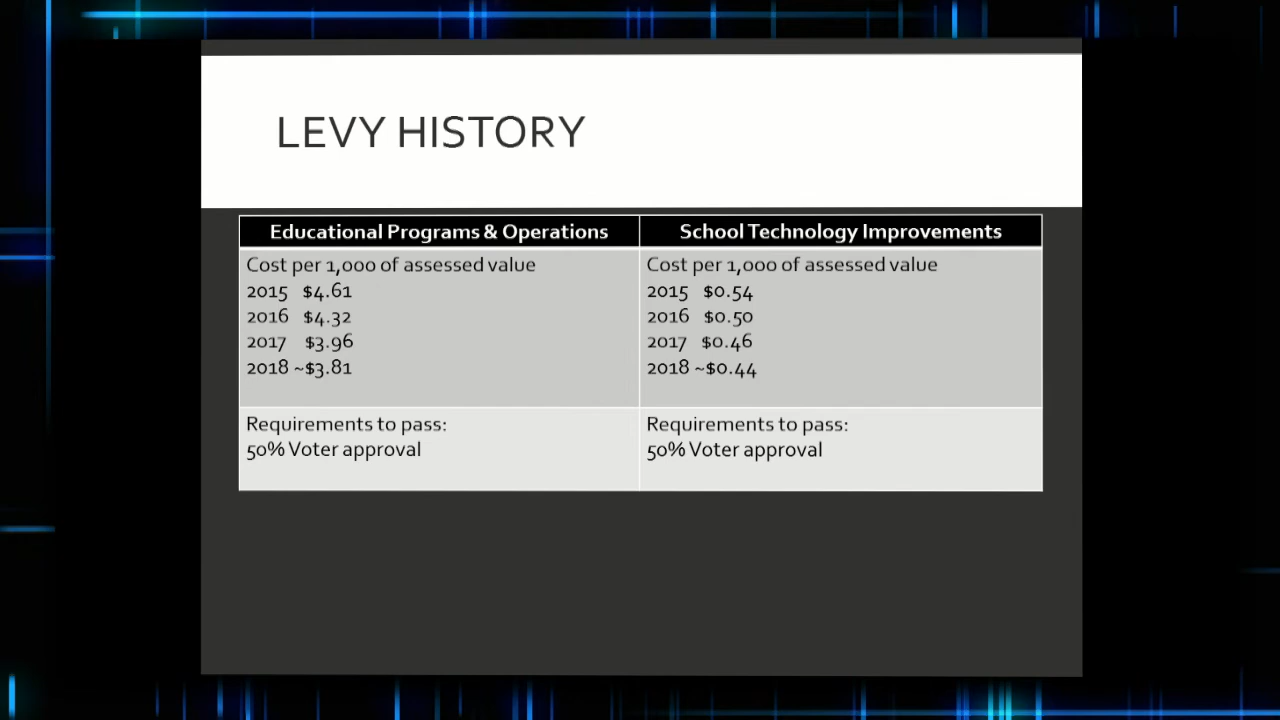 LEVY HISTORY
Educational Programs & Operations
Cost per 1,000 of assessed value
2015 $4.61
2016 $4.32
2017 $3.96
2018 ~$3.81
Requirements to pass:
50% Voter approval
School Technology Improvements
Cost per 1,000 of assessed value
2015 $0.54
2016 $0.50
2017 $0.46
2018 ~$0.44
Requirements to pass:
50% Voter approval